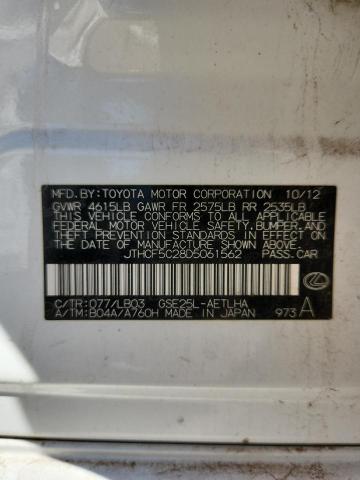 MFD.BY:TOYOTA MOTOR CORPORATION 10/12
GVWR 4615LB GAWR FR 2575LB RR 2535LB
THIS VEHICLE CONFORMS TO ALL APPLICABLE
FEDERAL MOTOR VEHICLE SAFETY,BUMPER,AND
THEFT PREVENTION STANDARDS IN EFFECT ON
THE DATE OF MANUFACTURE SHOWN ABOVE.
JTHCF5C28D5061562 PASS.CAR
C/TR:077/LB03 GSE25L-AETLHA
A/TM:B04A/A760H MADE IN JAPAN 973 A